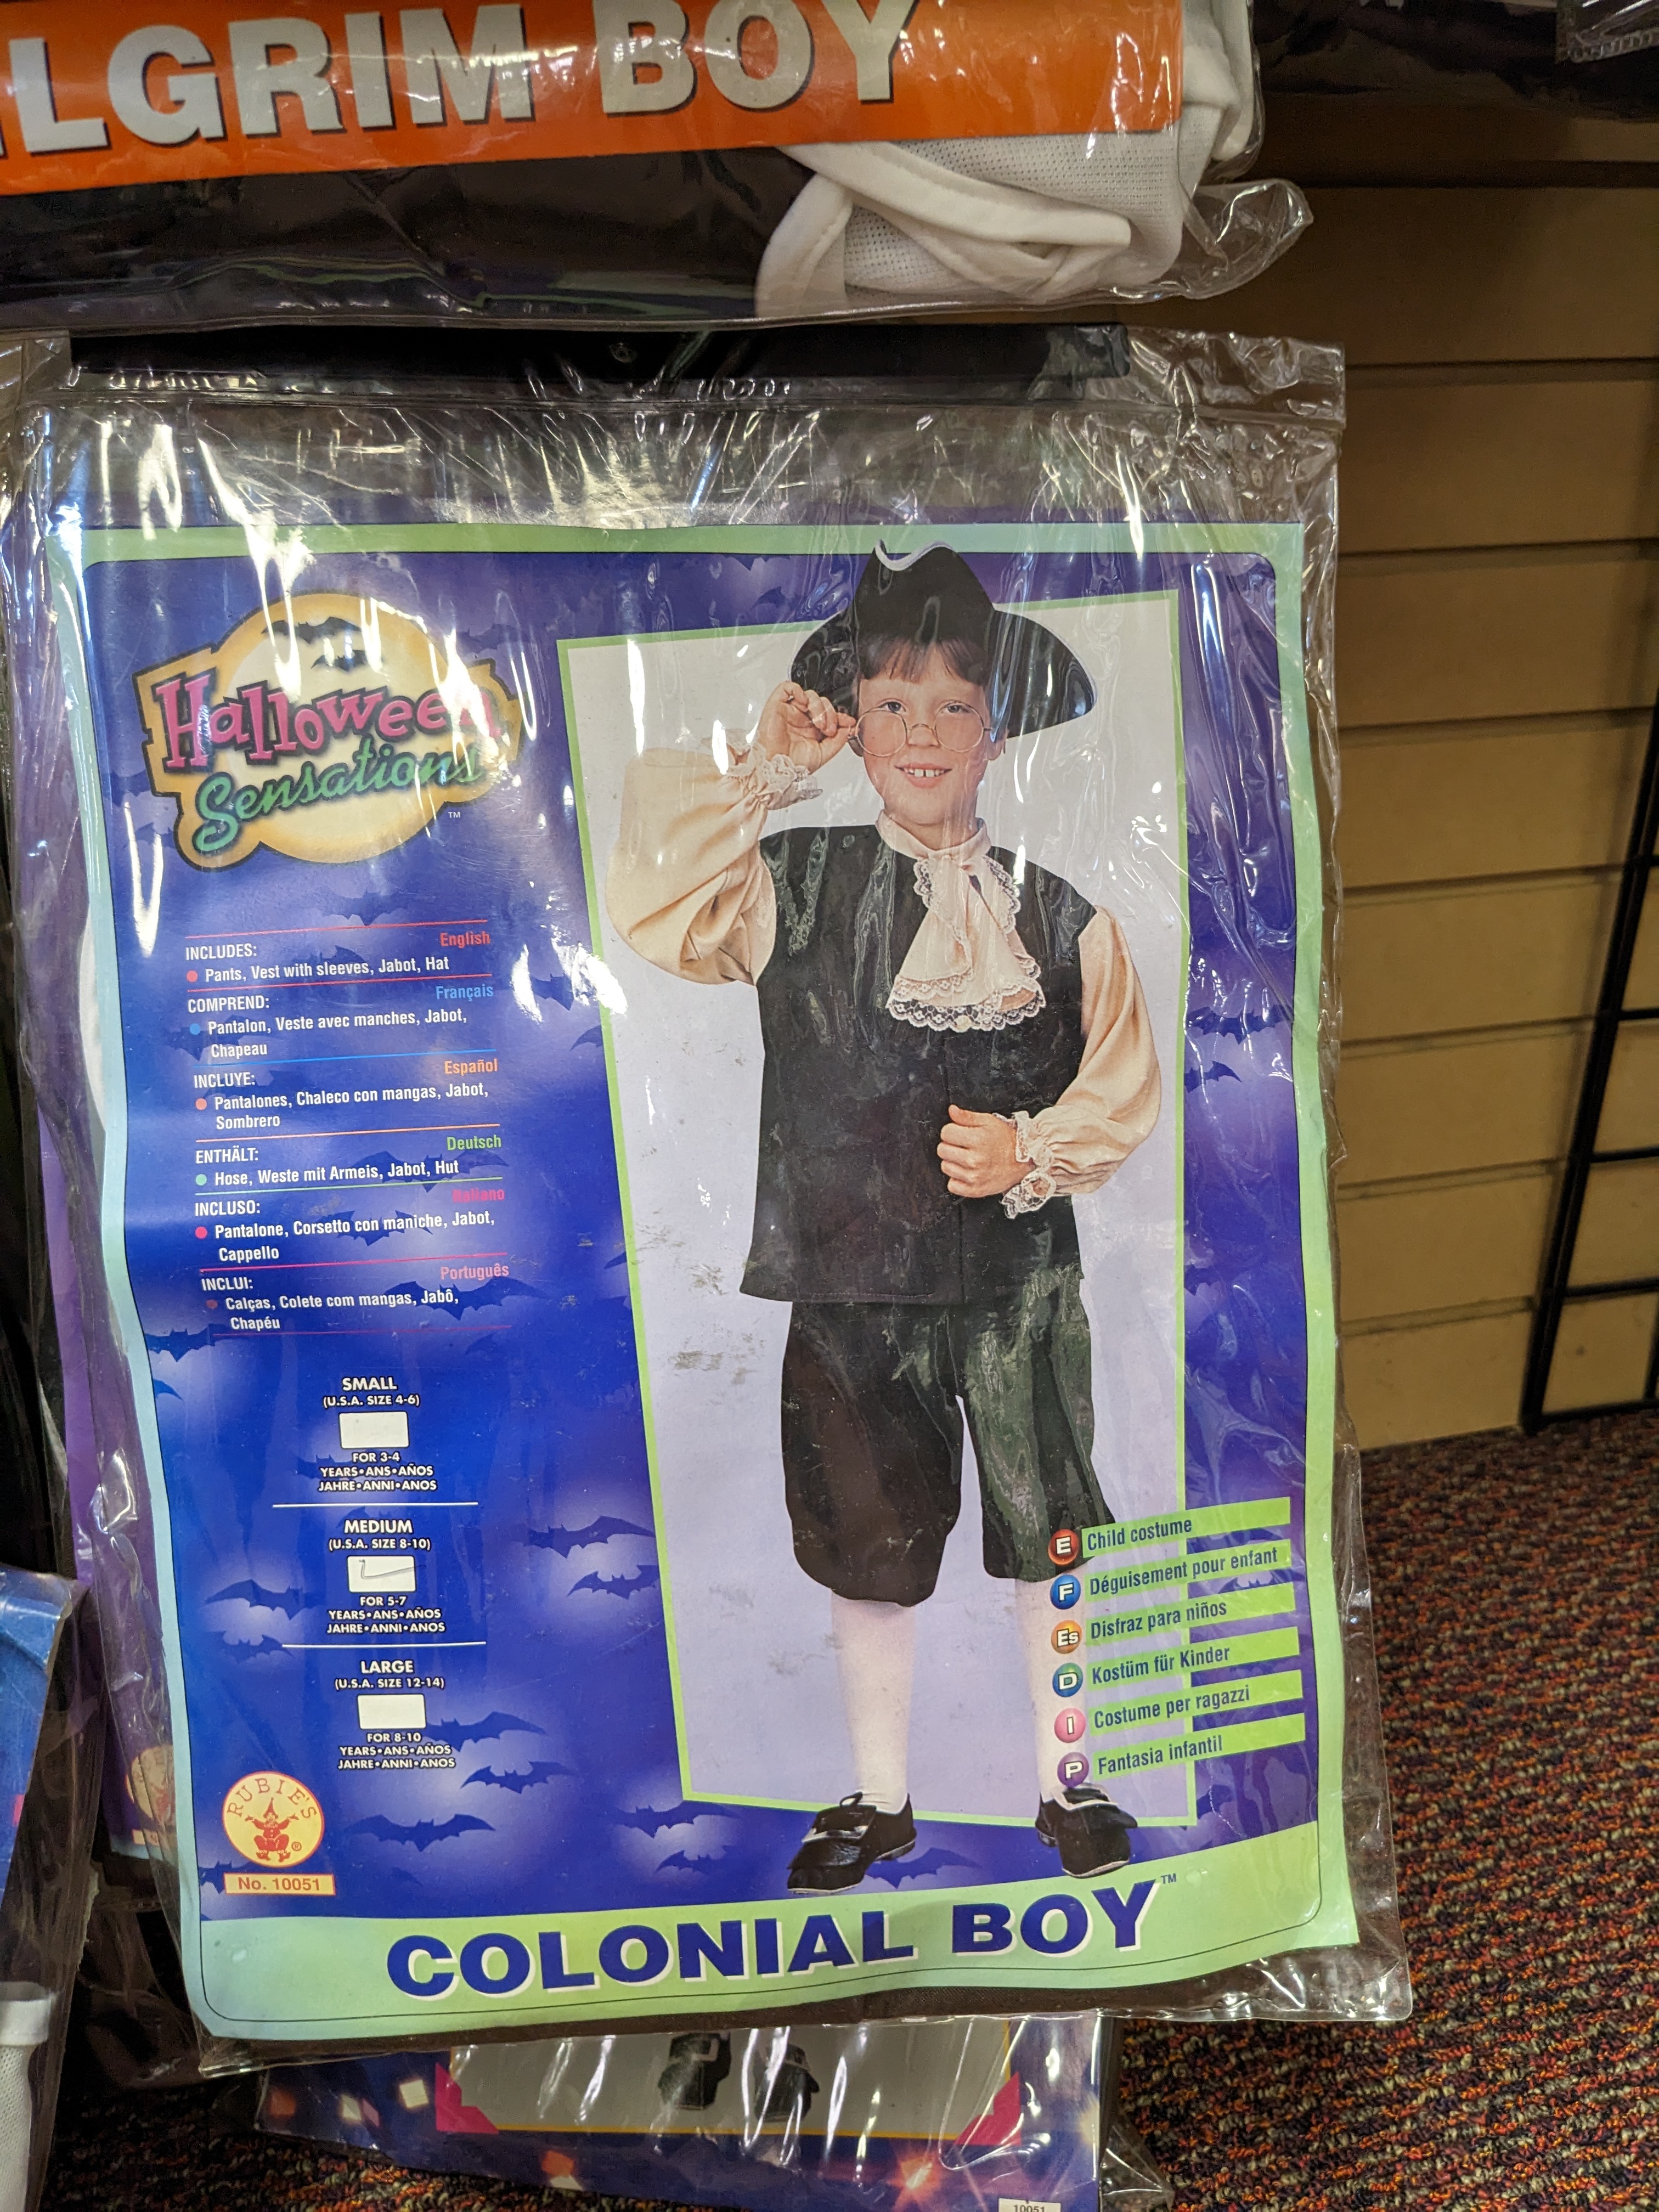 LGRIM BOY
Halloween
Sensations
TM
English
INCLUDES:
Pants, Vest with sleeves, Jabot, Hat
Français
COMPREND:
Pantalon, Veste avec manches, Jabot,
Chapeau
Español
INCLUYE:
Pantalones, Chaleco con mangas, Jabot,
Sombrero
Deutsch
ENTHÄLT:
Hose, Weste mit Armeis, Jabot, Hut
Italiano
INCLUSO:
Pantalone, Corsetto con maniche, Jabot,
Cappello
Português
INCLUI:
Calças, Colete com mangas, Jabô,
Chapéu
SMALL
(U.S.A. SIZE 4-6)
FOR 3-4
YEARS•ANS•AÑOS
JAHRE•ANNI•ANOS
MEDIUM
(U.S.A. SIZE 8-10)
FOR 5-7
YEARS•ANS•AÑOS
JAHRE•ANNI•ANOS
LARGE
(U.S.A. SIZE 12-14)
FOR 8-10
YEARS•ANS•AÑOS
JAHRE•ANNI•ANOS
E Child costume
F Déguisement pour enfant
Es Disfraz para niños
D Kostüm für Kinder
I Costume per ragazzi
P Fantasia infantil
RUBIE'S
®
No. 10051
COLONIAL BOY™
10051